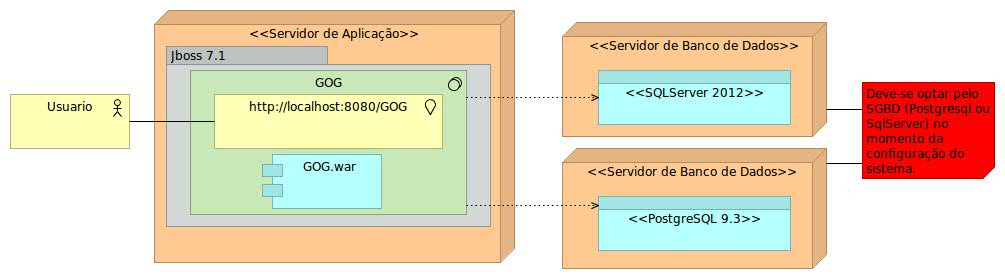 <<Servidor de Aplicação>>
Jboss 7.1
GOG
Usuario
http://localhost:8080/GOG
GOG.war
<<Servidor de Banco de Dados>>
<<SQLServer 2012>>
<<Servidor de Banco de Dados>>
<<PostgreSQL 9.3>>
Deve-se optar pelo
SGBD (Postgresql ou
SqlServer) no
momento da
configuração do
sistema.